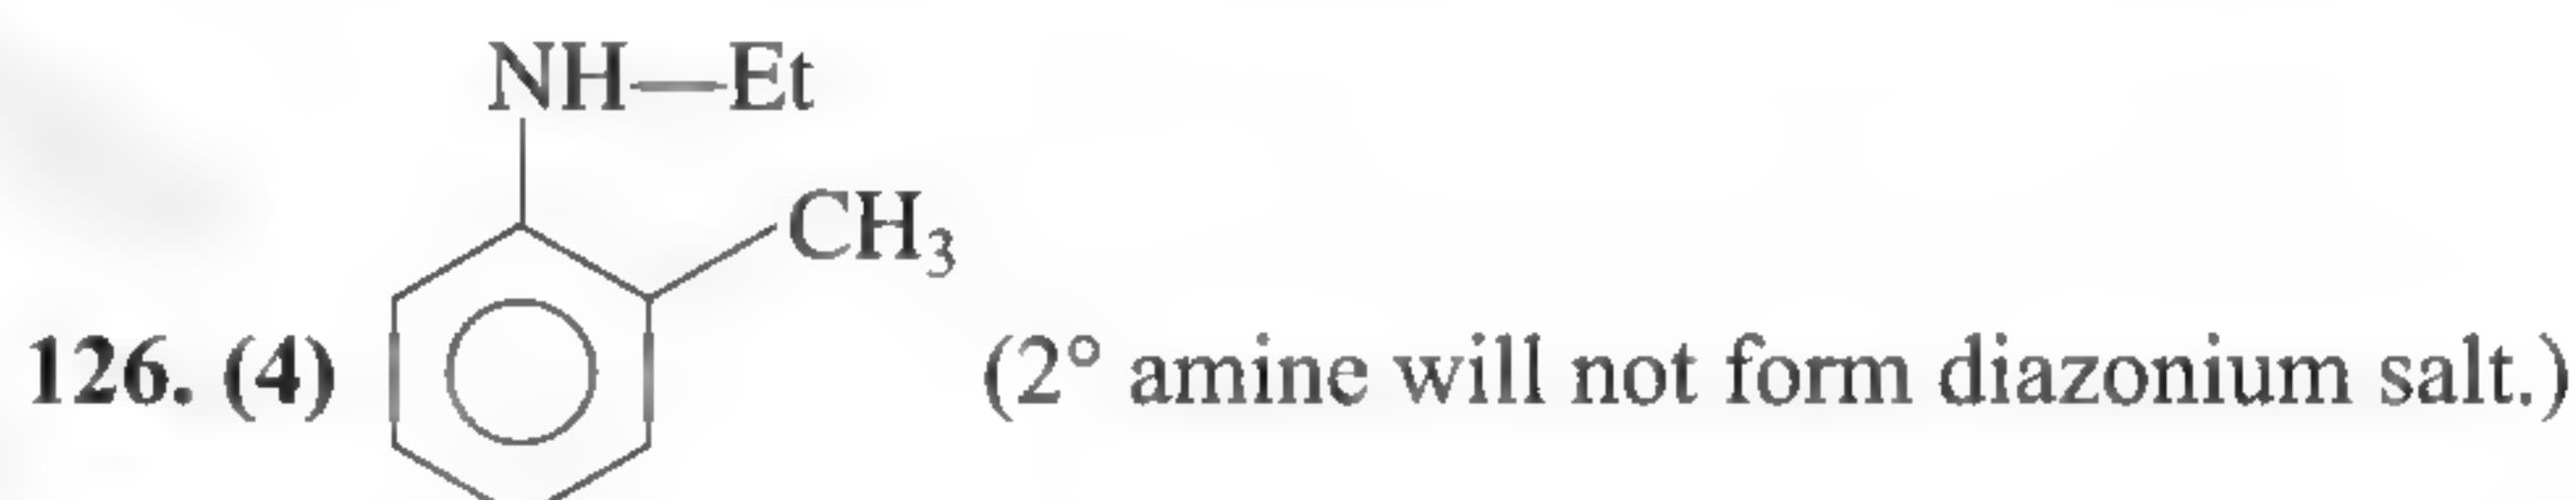 NH—Et
CH₃
126. (4) (2° amine will not form diazonium salt.)